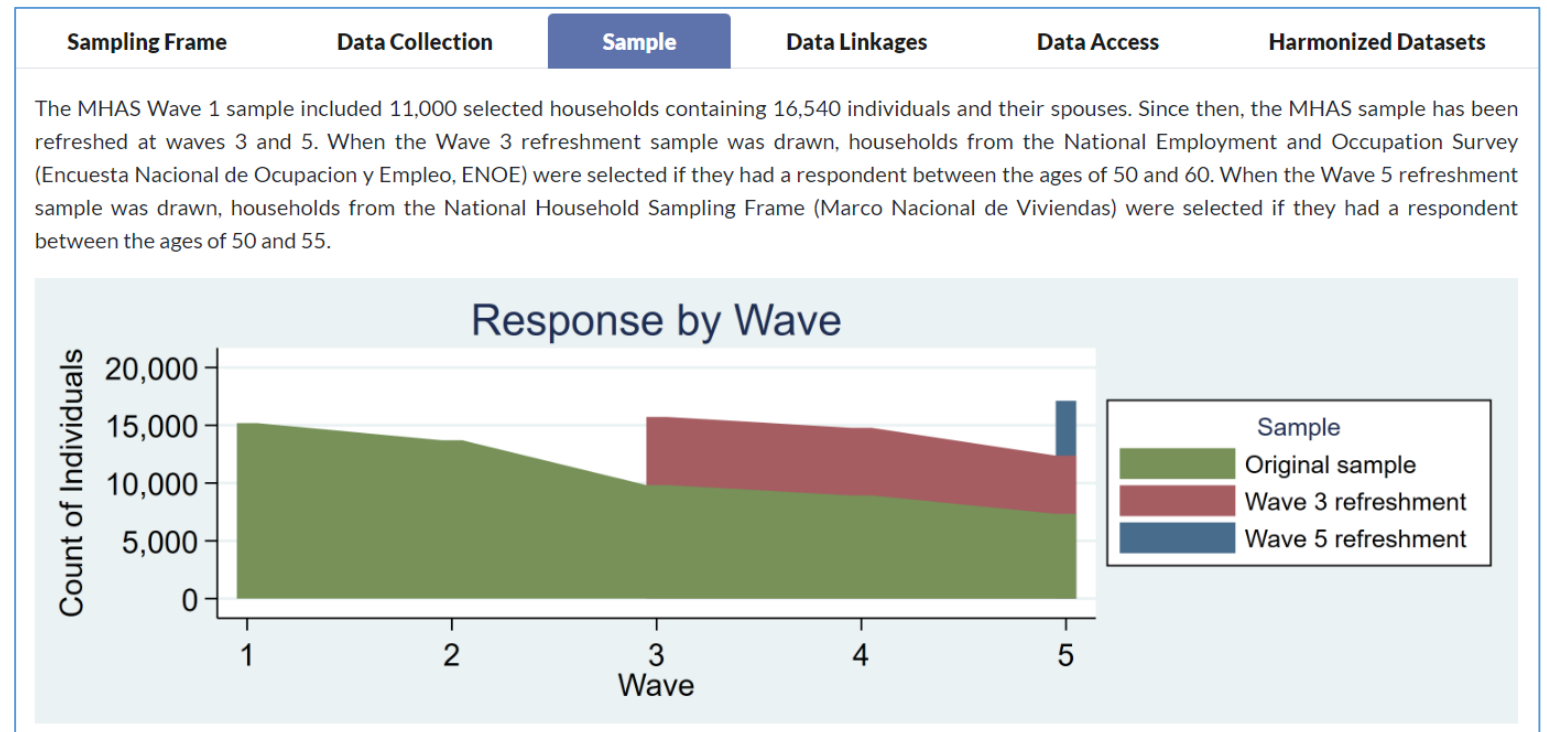 Sampling Frame Data Collection Sample Data Linkages Data Access Harmonized Datasets
The MHAS Wave 1 sample included 11,000 selected households containing 16,540 individuals and their spouses. Since then, the MHAS sample has been
refreshed at waves 3 and 5. When the Wave 3 refreshment sample was drawn, households from the National Employment and Occupation Survey
(Encuesta Nacional de Ocupacion y Empleo, ENOE) were selected if they had a respondent between the ages of 50 and 60. When the Wave 5 refreshment
sample was drawn, households from the National Household Sampling Frame (Marco Nacional de Viviendas) were selected if they had a respondent
between the ages of 50 and 55.
Response by Wave
Count of Individuals
20,000
15,000
10,000
5,000
0
1 2 3 4 5
Wave
Sample
Original sample
Wave 3 refreshment
Wave 5 refreshment